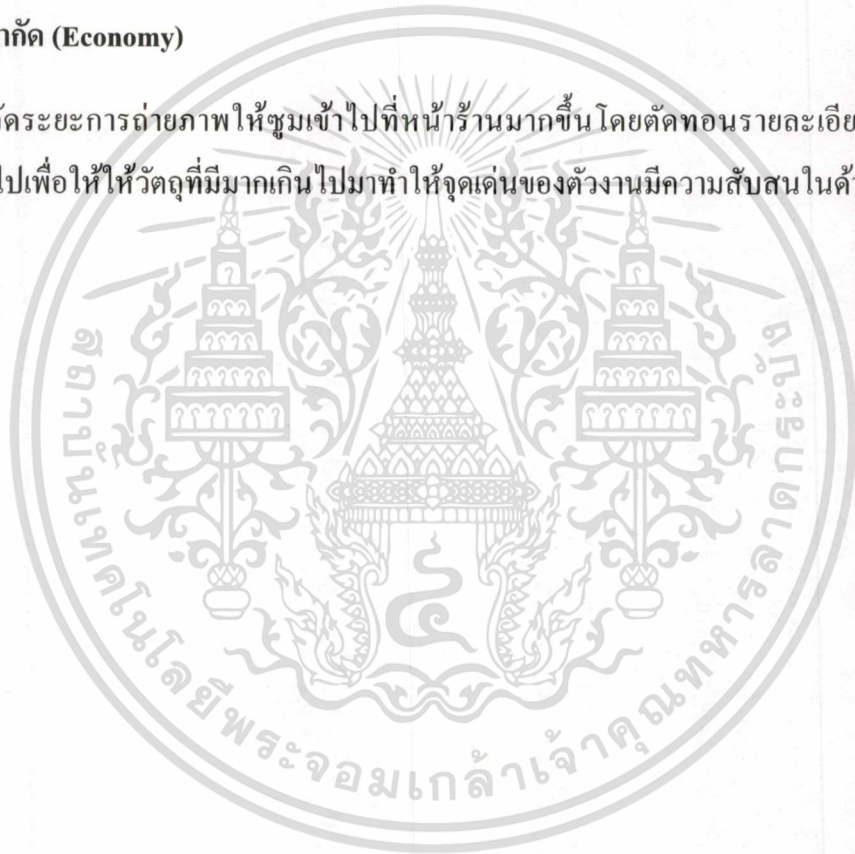 ากัด (Economy)
ัดระยะการถ่ายภาพให้ซูมเข้าไปที่หน้าร้านมากขึ้นโดยตัดทอนรายละเอีย
ไปเพื่อให้ให้วัตถุที่มีมากเกินไปมาทำให้จุดเด่นของตัวงานมีความสับสนในด้
สถาบันเทคโนโลยีพระจอมเกล้าเจ้าคุณทหารลาดกระบัง
๔